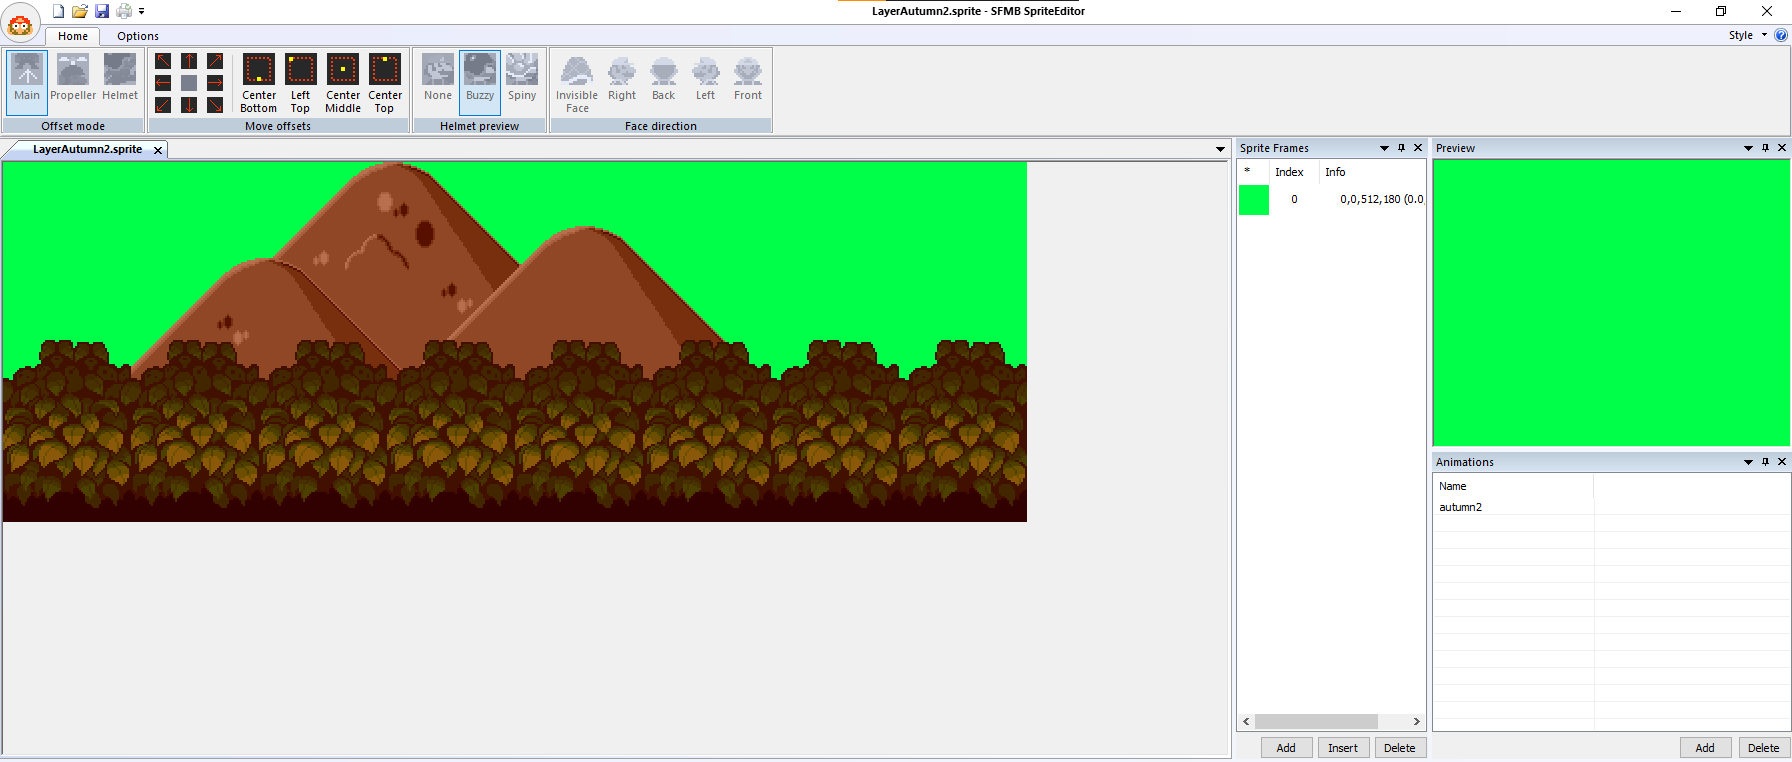 LayerAutumn2.sprite - SFMB SpriteEditor
Home Options
Style
Main Propeller Helmet
Center Bottom
Left Top
Center Middle
Center Top
None Buzzy Spiny
Invisible Face
Right Back Left Front
Offset mode
Move offsets
Helmet preview
Face direction
LayerAutumn2.sprite
Sprite Frames
* Index Info
0 0,0,512,180 (0.0,
Add Insert Delete
Preview
Animations
Name
autumn2
Add Delete